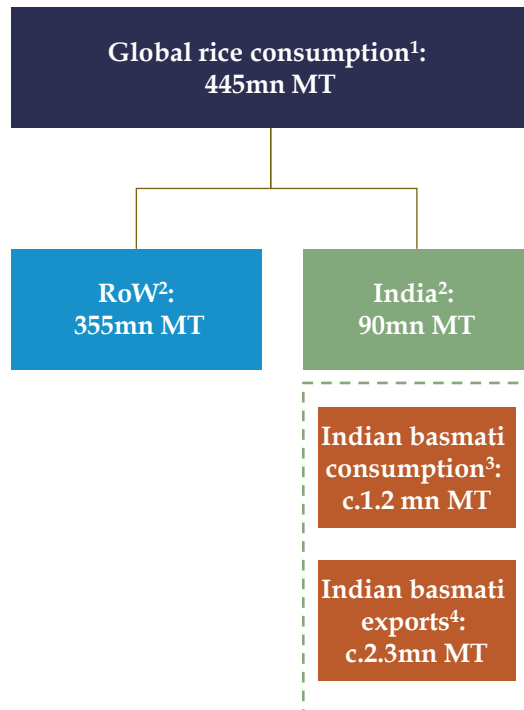 Global rice consumption¹:
445mn MT
RoW²:
355mn MT
India²:
90mn MT
Indian basmati
consumption³:
c.1.2 mn MT
Indian basmati
exports⁴:
c.2.3mn MT